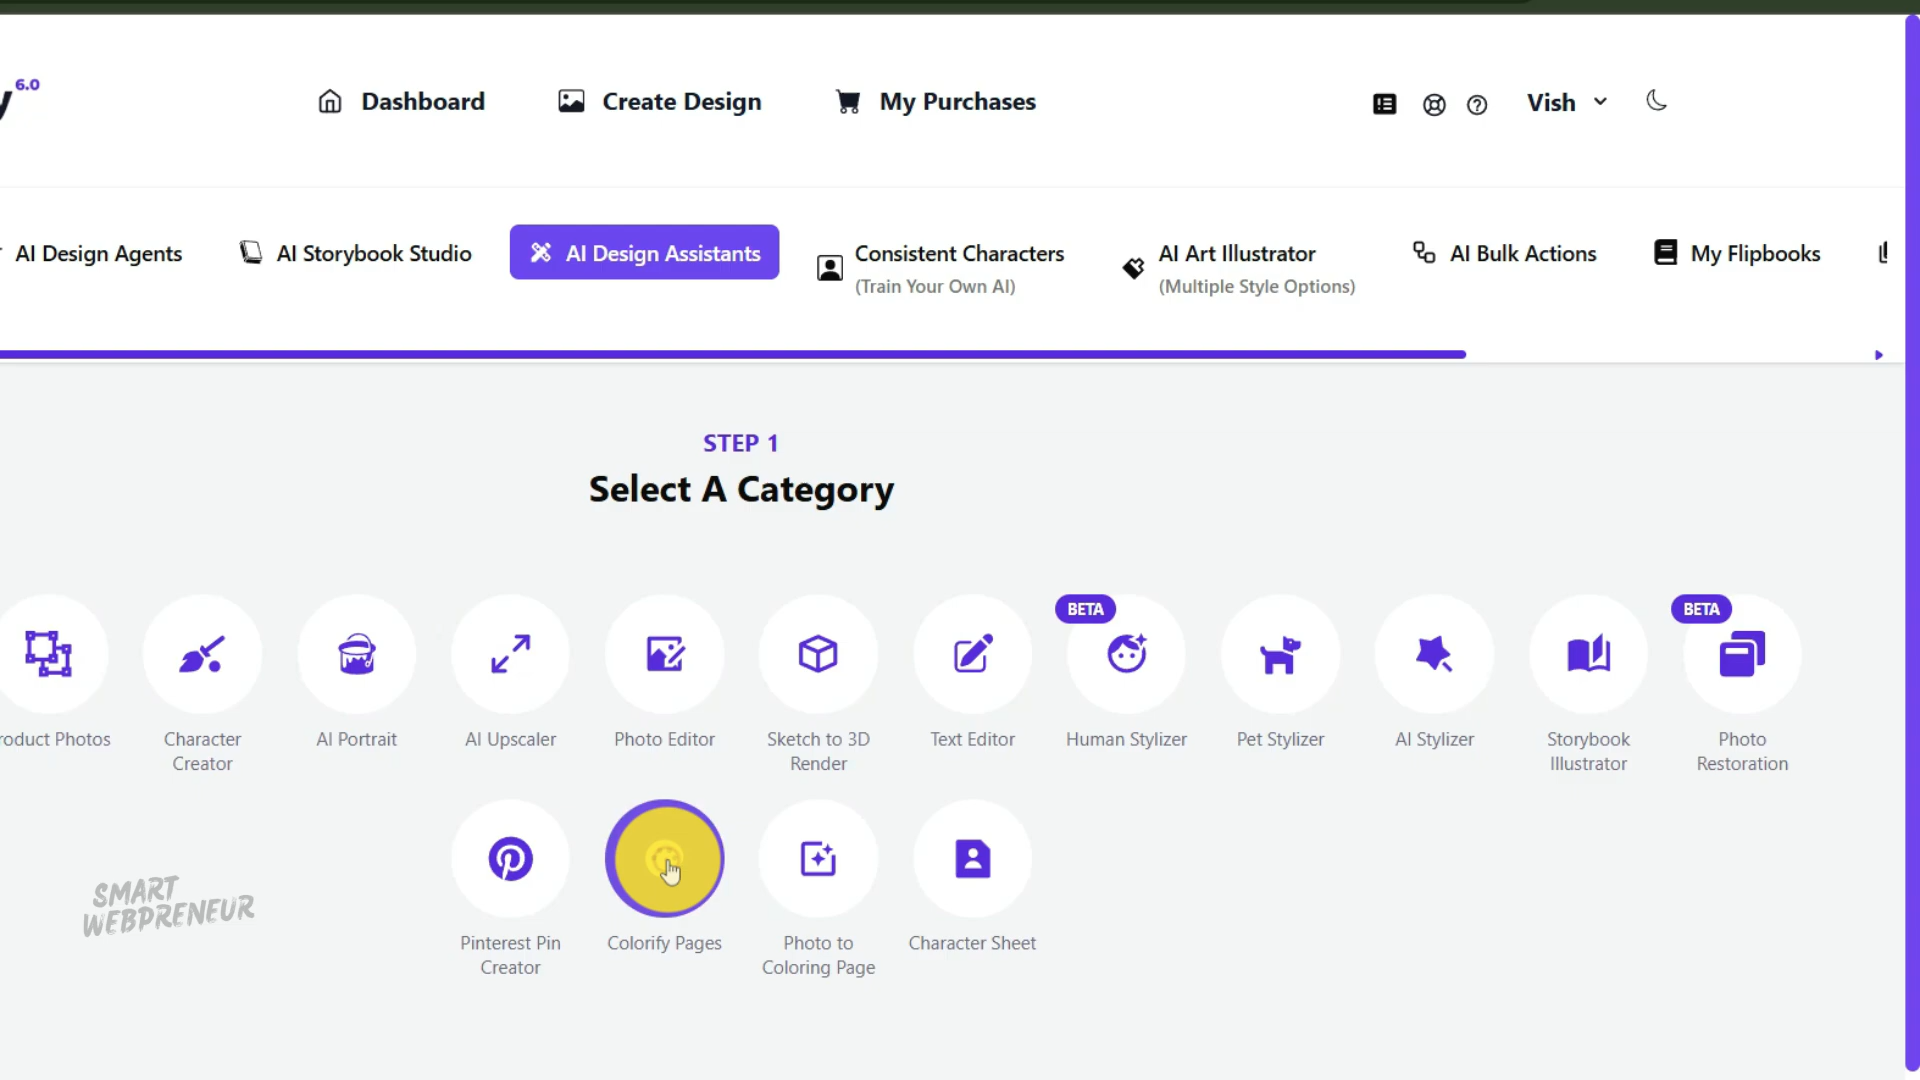 y 6.0
Dashboard
Create Design
My Purchases
Vish
AI Design Agents
AI Storybook Studio
AI Design Assistants
Consistent Characters
(Train Your Own AI)
AI Art Illustrator
(Multiple Style Options)
AI Bulk Actions
My Flipbooks
STEP 1
Select A Category
roduct Photos
Character
Creator
AI Portrait
AI Upscaler
Photo Editor
Sketch to 3D
Render
Text Editor
BETA
Human Stylizer
Pet Stylizer
AI Stylizer
Storybook
Illustrator
BETA
Photo
Restoration
Pinterest Pin
Creator
Colorify Pages
Photo to
Coloring Page
Character Sheet
SMART
WEBPRENEUR